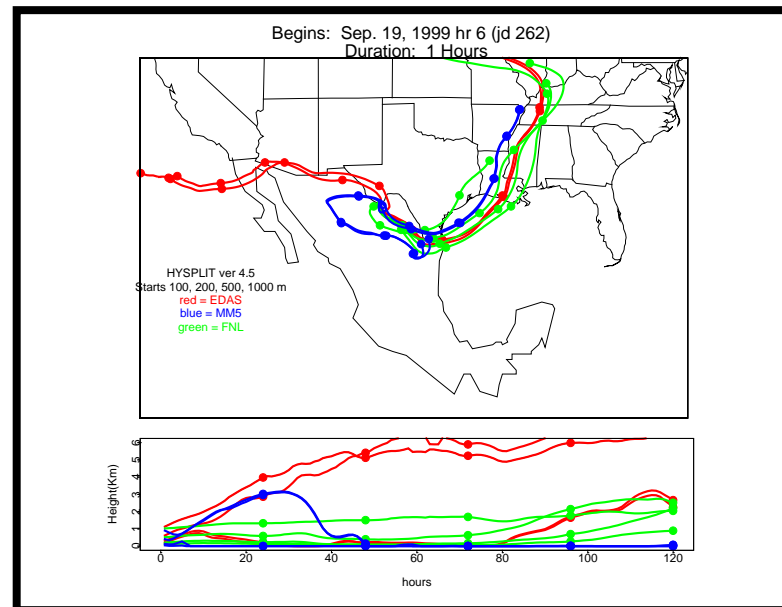 Begins: Sep. 19, 1999 hr 6 (jd 262)
Duration: 1 Hours
HYSPLIT ver 4.5
Starts 100, 200, 500, 1000 m
red = EDAS
blue = MM5
green = FNL
Height(Km)
6
5
4
3
2
1
0
0 20 40 60 80 100 120
hours